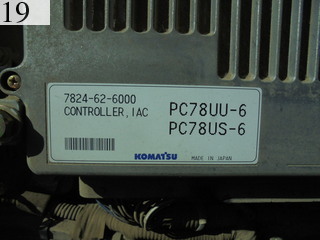 19
7824-62-6000
CONTROLLER,IAC
PC78UU-6
PC78US-6
KOMATSU
MADE IN JAPAN